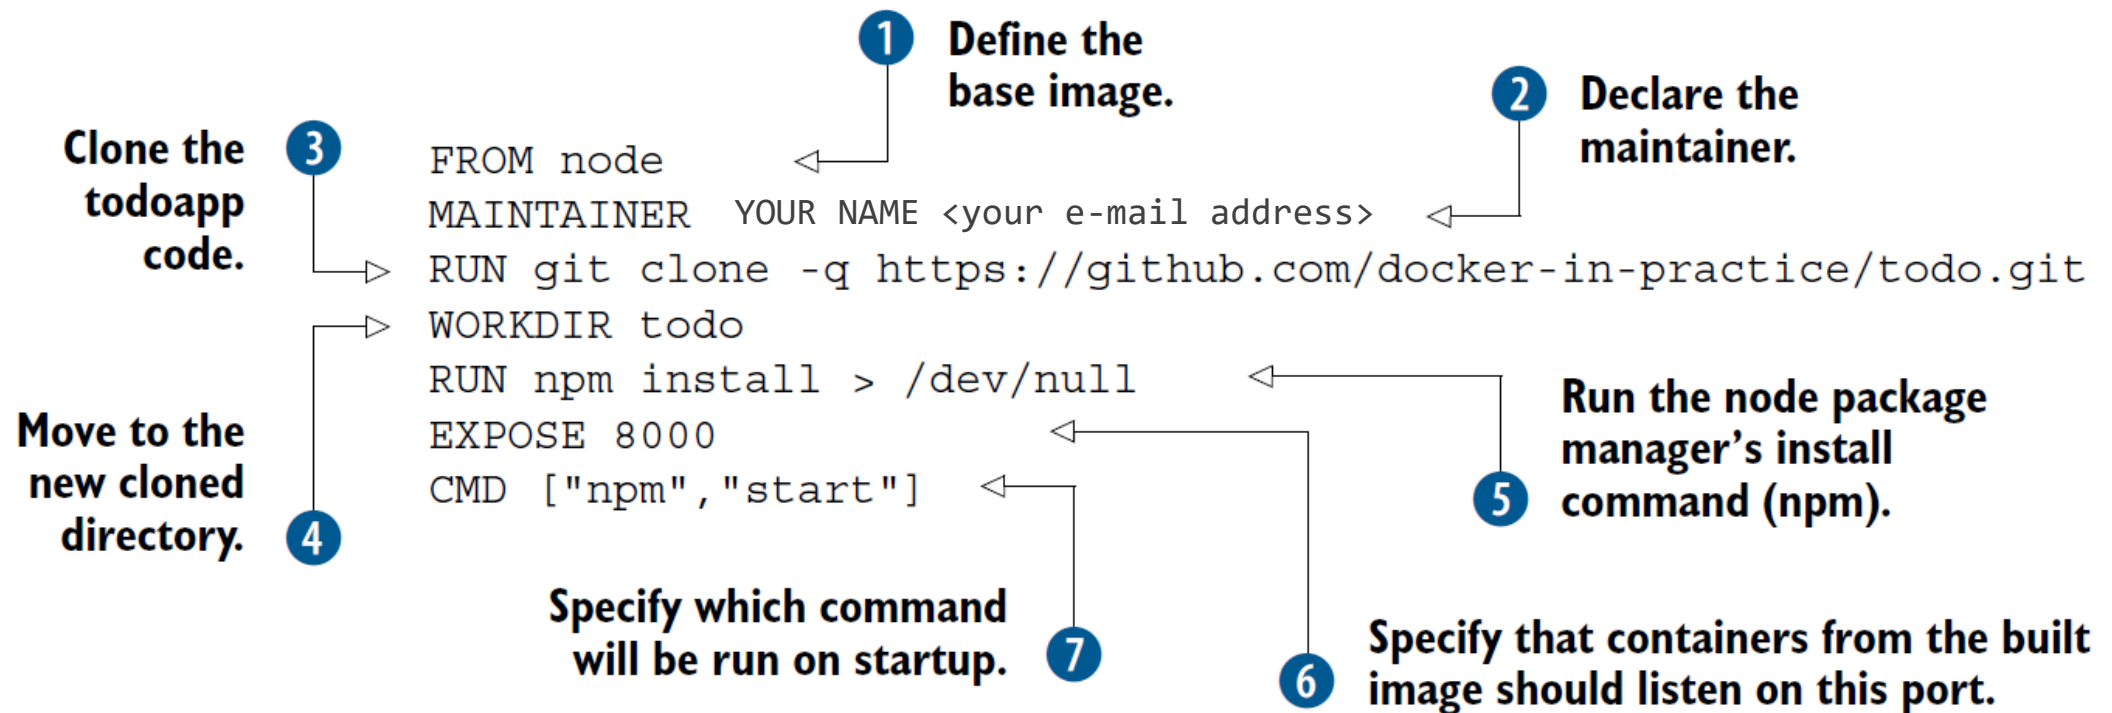 1 Define the
base image.
2 Declare the
maintainer.
3 Clone the
todoapp
code.
FROM node
MAINTAINER YOUR NAME <your e-mail address>
RUN git clone -q https://github.com/docker-in-practice/todo.git
WORKDIR todo
RUN npm install > /dev/null
EXPOSE 8000
CMD ["npm","start"]
Move to the
new cloned
directory. 4
Run the node package
manager’s install
5 command (npm).
Specify which command
will be run on startup. 7
Specify that containers from the built
6 image should listen on this port.